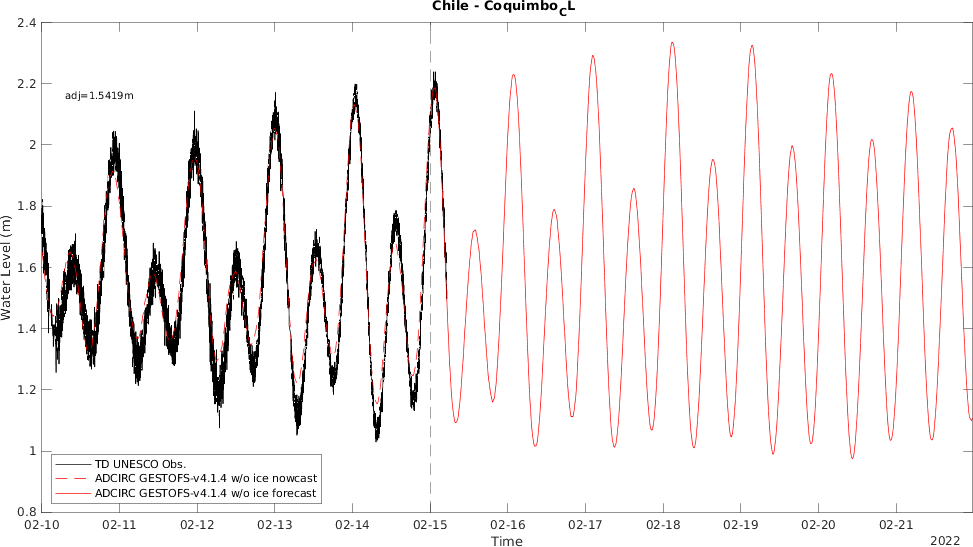 Chile - Coquimbo_CL
2.4
2.2
2
1.8
1.6
1.4
1.2
1
0.8
Water Level (m)
adj=1.5419m
TD UNESCO Obs.
ADCIRC GESTOFS-v4.1.4 w/o ice nowcast
ADCIRC GESTOFS-v4.1.4 w/o ice forecast
02-10 02-11 02-12 02-13 02-14 02-15 02-16 02-17 02-18 02-19 02-20 02-21
Time
2022